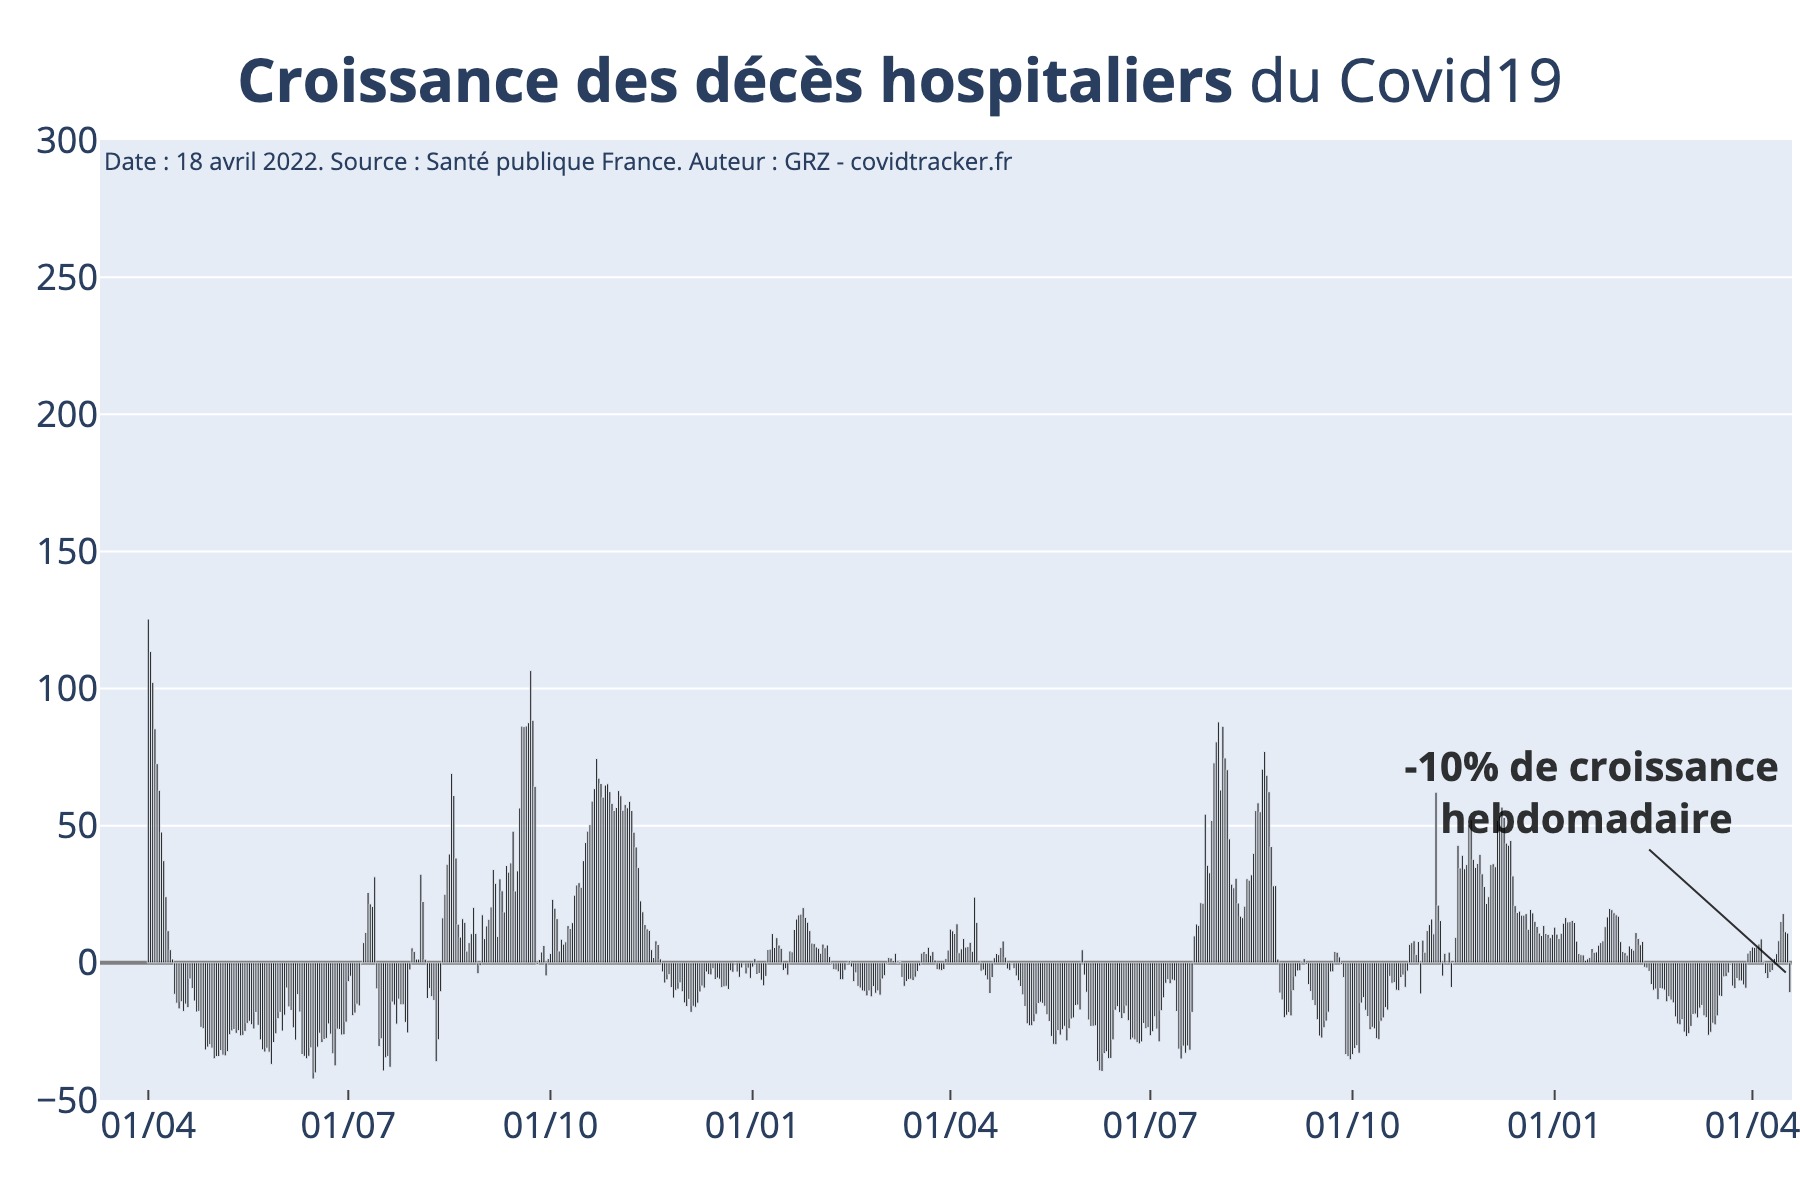 Croissance des décès hospitaliers du Covid19
300
Date : 18 avril 2022. Source : Santé publique France. Auteur : GRZ - covidtracker.fr
250
200
150
100
-10% de croissance
hebdomadaire
50
0
−50
01/04 01/07 01/10 01/01 01/04 01/07 01/10 01/01 01/04